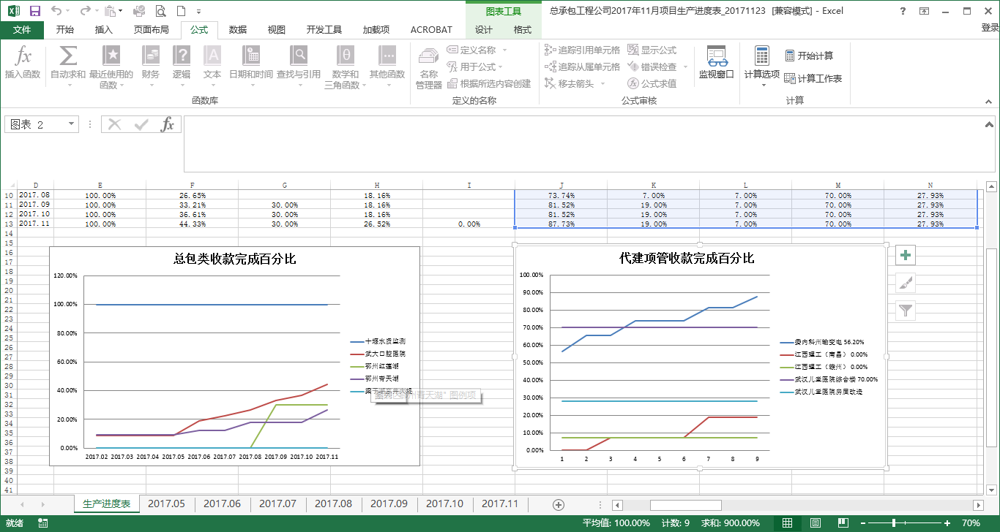 图表工具
总承包工程公司2017年11月项目生产进度表_20171123 [兼容模式] - Excel
文件 开始 插入 页面布局 公式 数据 视图 开发工具 加载项 ACROBAT 设计 格式 登录
fx 插入函数 自动求和 最近使用的函数 财务 逻辑 文本 日期和时间 查找与引用 数学和三角函数 其他函数
函数库
名称管理器 定义名称 用于公式 根据所选内容创建
定义的名称
追踪引用单元格 追踪从属单元格 移去箭头 显示公式 错误检查 公式求值
公式审核
监视窗口
计算选项 开始计算 计算工作表
计算
图表 2 fx
D E F G H I J K L M N
10 2017.08 100.00% 26.65% 18.16% 73.74% 7.00% 7.00% 70.00% 27.93%
11 2017.09 100.00% 33.21% 30.00% 18.16% 81.52% 19.00% 7.00% 70.00% 27.93%
12 2017.10 100.00% 36.61% 30.00% 18.16% 81.52% 19.00% 7.00% 70.00% 27.93%
13 2017.11 100.00% 44.33% 30.00% 26.52% 0.00% 87.73% 19.00% 7.00% 70.00% 27.93%
14
15
16
17
18
19
20
21
22
23
24
25
26
27
28
29
30
31
32
33
34
35
36
37
38
39
40
41
总包类收款完成百分比
120.00%
100.00%
80.00%
60.00%
40.00%
20.00%
0.00%
2017.02 2017.03 2017.04 2017.05 2017.06 2017.07 2017.08 2017.09 2017.10 2017.11
十堰水质监测
武大口腔医院
鄂州红莲湖
鄂州青天湖
代建项管收款完成百分比
100.00%
90.00%
80.00%
70.00%
60.00%
50.00%
40.00%
30.00%
20.00%
10.00%
0.00%
1 2 3 4 5 6 7 8 9
委内科州输变电 56.20%
江西理工（南昌） 0.00%
江西理工（赣州） 0.00%
武汉儿童医院综合楼 70.00%
武汉儿童医院房屋改造
生产进度表 2017.05 2017.06 2017.07 2017.08 2017.09 2017.10 2017.11
就绪 平均值: 100.00% 计数: 9 求和: 900.00% 70%